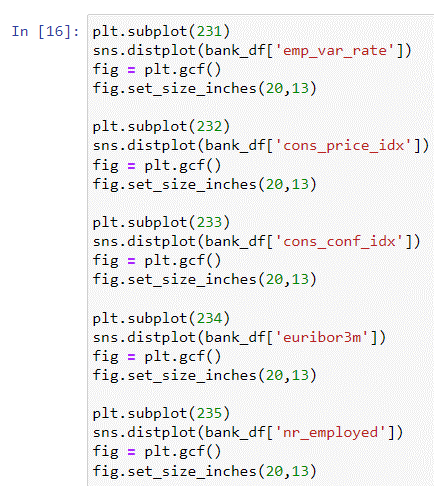 In [16]: plt.subplot(231)
sns.distplot(bank_df['emp_var_rate'])
fig = plt.gcf()
fig.set_size_inches(20,13)

plt.subplot(232)
sns.distplot(bank_df['cons_price_idx'])
fig = plt.gcf()
fig.set_size_inches(20,13)

plt.subplot(233)
sns.distplot(bank_df['cons_conf_idx'])
fig = plt.gcf()
fig.set_size_inches(20,13)

plt.subplot(234)
sns.distplot(bank_df['euribor3m'])
fig = plt.gcf()
fig.set_size_inches(20,13)

plt.subplot(235)
sns.distplot(bank_df['nr_employed'])
fig = plt.gcf()
fig.set_size_inches(20,13)